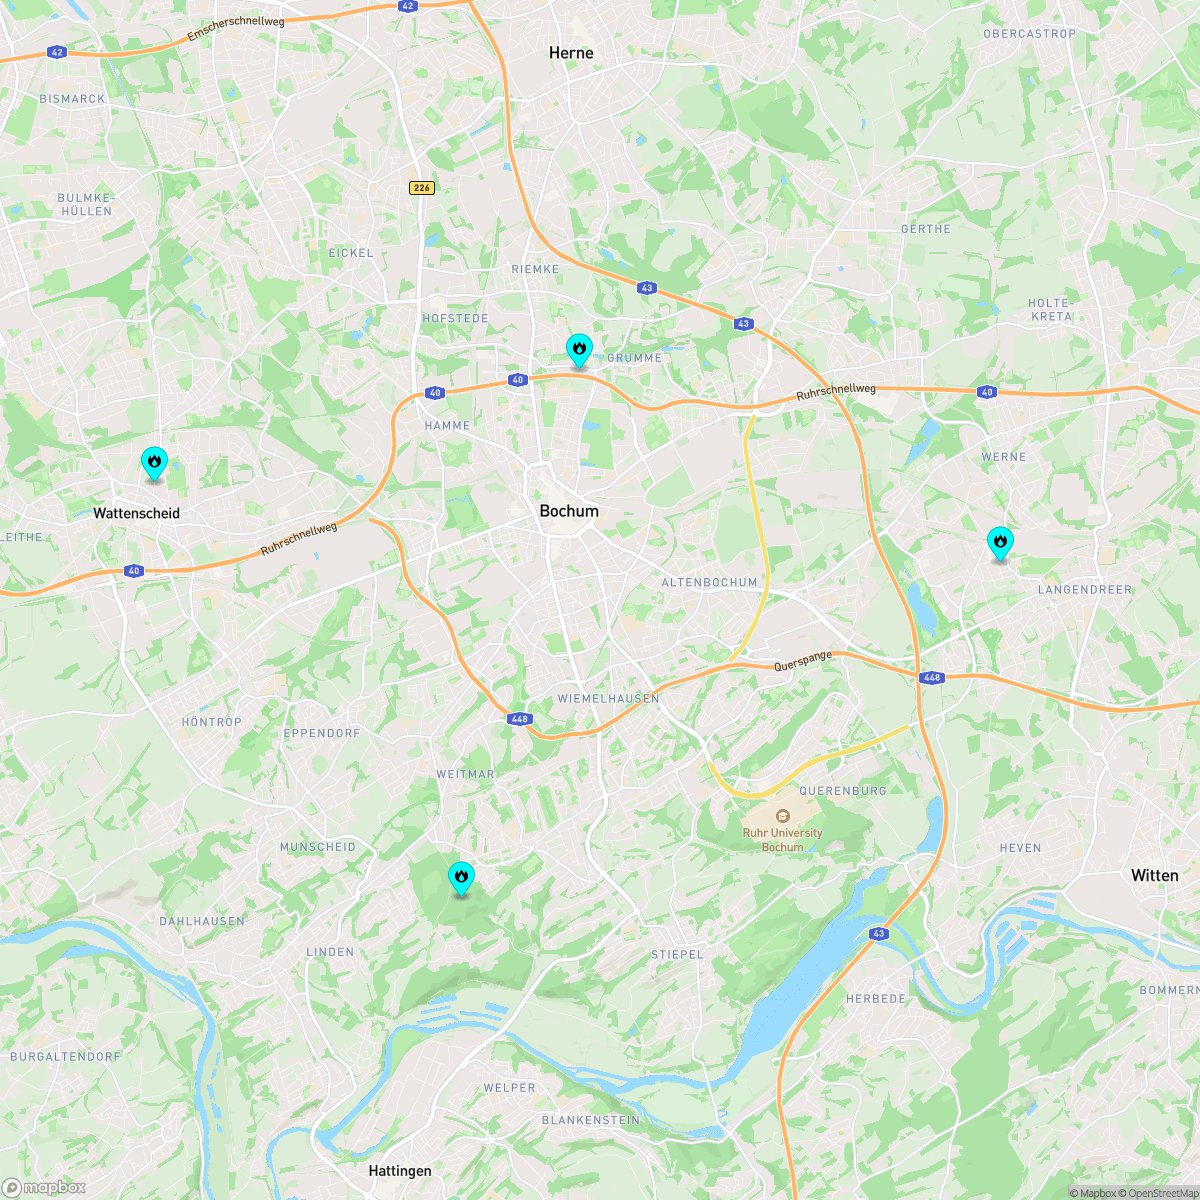 42
Emscherschnellweg
OBERCASTROP
42
Herne
BISMARCK
226
BULMKE-
HÜLLEN
GERTHE
EICKEL
RIEMKE
43
HOLTE-
KRETA
HOFSTEDE
43
GRUMME
40
40
Ruhrschnellweg
40
HAMME
WERNE
Wattenscheid
Bochum
LEITHE
Ruhrschnellweg
40
ALTENBOCHUM
LANGENDREER
Querspange
448
WIEMELHAUSEN
HÖNTROP
448
EPPENDORF
WEITMAR
QUERENBURG
Ruhr University
Bochum
MUNSCHEID
HEVEN
Witten
DAHLHAUSEN
43
LINDEN
STIEPEL
BOMMERN
HERBEDE
BURGALTENDORF
WELPER
BLANKENSTEIN
Hattingen
mapbox
© Mapbox © OpenStreetMap